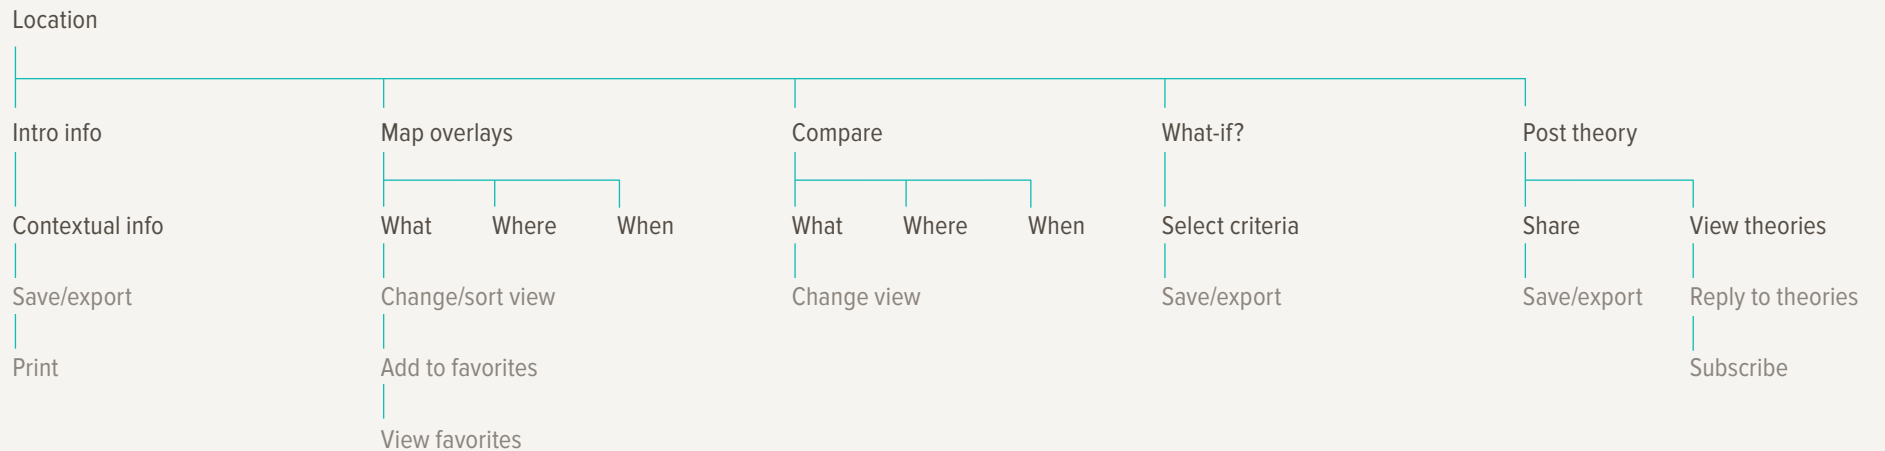 Location
Intro info
Map overlays
Compare
What-if?
Post theory
Contextual info
What
Where
When
What
Where
When
Select criteria
Share
View theories
Save/export
Change/sort view
Change view
Save/export
Save/export
Reply to theories
Print
Add to favorites
Subscribe
View favorites